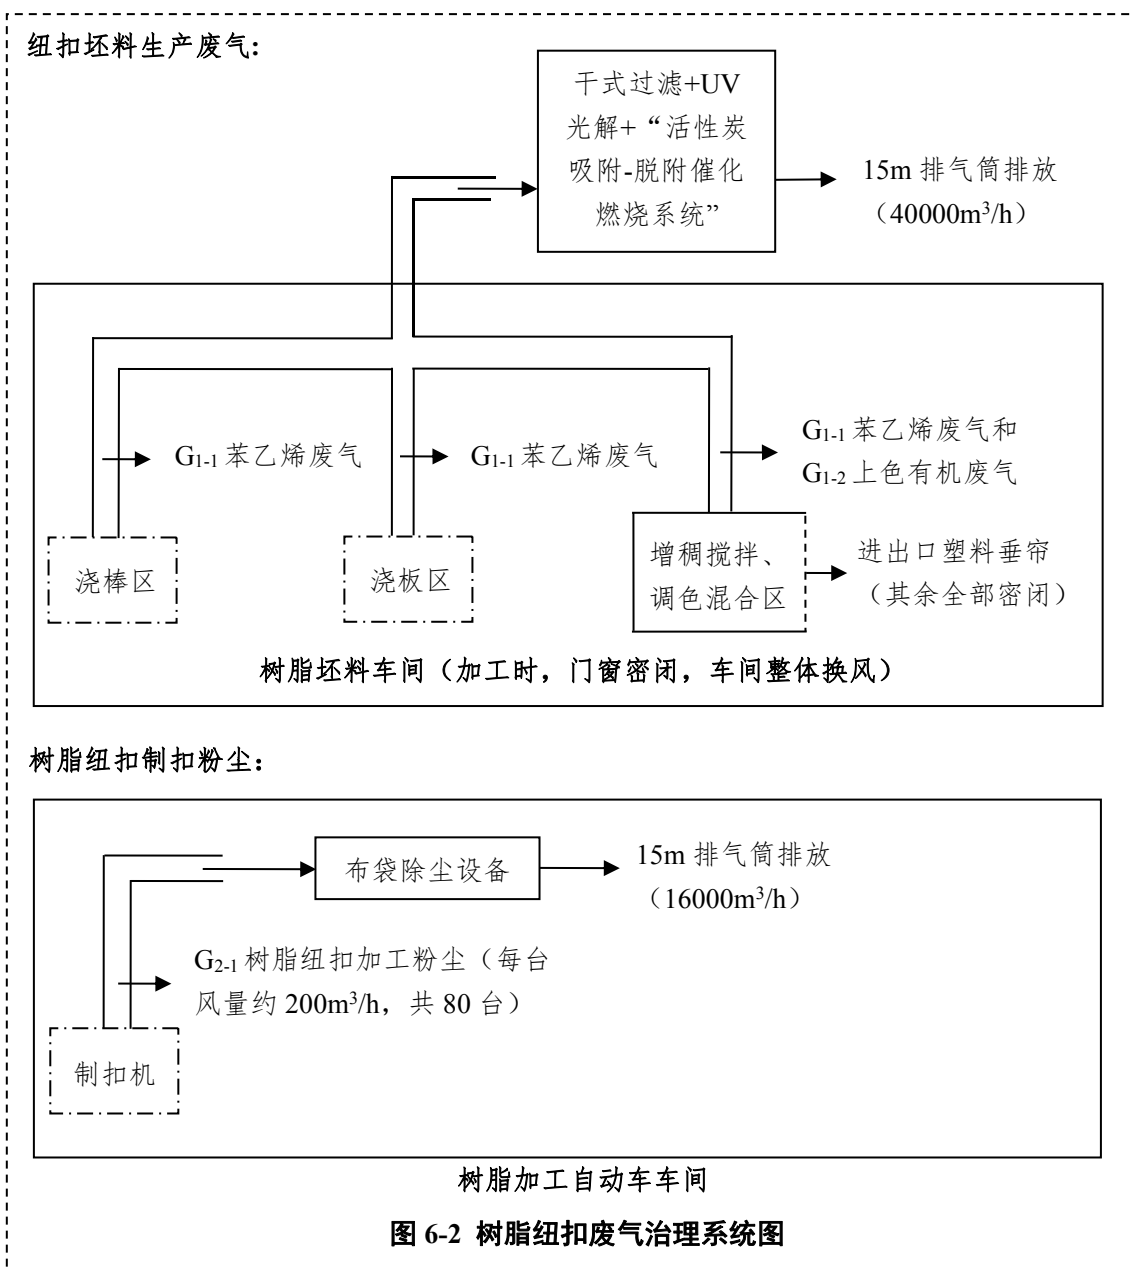 纽扣坯料生产废气:
干式过滤+UV
光解+“活性炭
吸附-脱附催化
燃烧系统”
15m 排气筒排放
（40000m³/h）
G₁₋₁ 苯乙烯废气
G₁₋₁ 苯乙烯废气
G₁₋₁ 苯乙烯废气和
G₁₋₂ 上色有机废气
浇棒区
浇板区
增稠搅拌、
调色混合区
进出口塑料垂帘
（其余全部密闭）
树脂坯料车间（加工时，门窗密闭，车间整体换风）
树脂纽扣制扣粉尘:
布袋除尘设备
15m 排气筒排放
（16000m³/h）
G₂₋₁ 树脂纽扣加工粉尘（每台
风量约 200m³/h，共 80 台）
制扣机
树脂加工自动车车间
图 6-2 树脂纽扣废气治理系统图